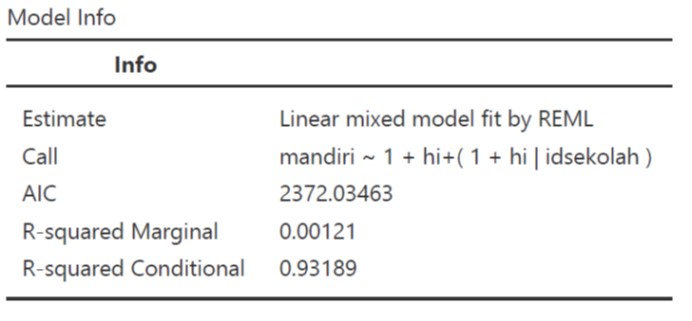 Model Info
Info
Estimate Linear mixed model fit by REML
Call mandiri ~ 1 + hi+( 1 + hi | idsekolah )
AIC 2372.03463
R-squared Marginal 0.00121
R-squared Conditional 0.93189